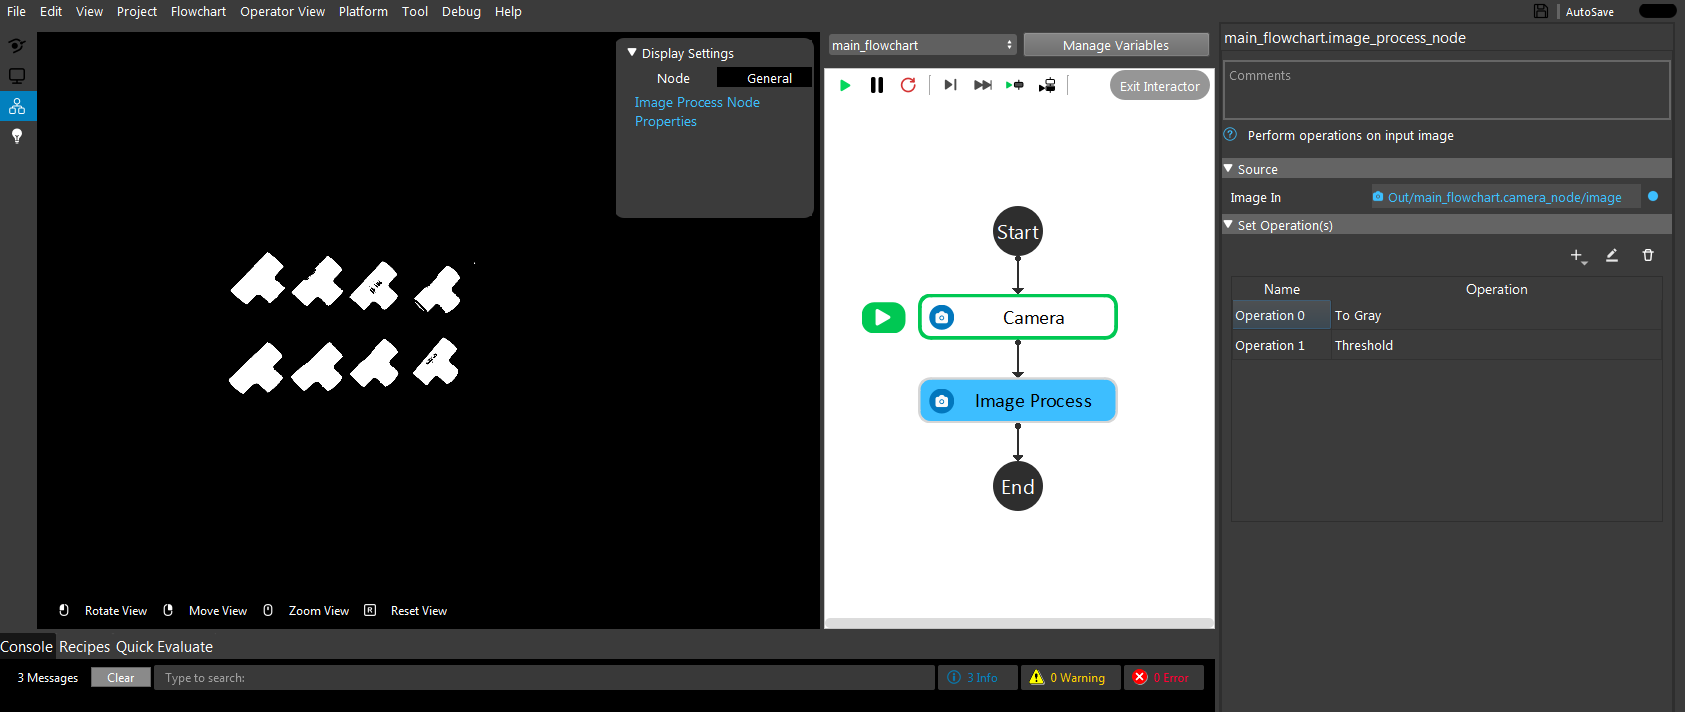 File Edit View Project Flowchart Operator View Platform Tool Debug Help
AutoSave
Display Settings
Node General
Image Process Node
Properties
Rotate View Move View Zoom View R Reset View
main_flowchart Manage Variables
Exit Interactor
Start
Camera
Image Process
End
main_flowchart.image_process_node
Comments
? Perform operations on input image
Source
Image In Out/main_flowchart.camera_node/image
Set Operation(s)
Name Operation
Operation 0 To Gray
Operation 1 Threshold
Console Recipes Quick Evaluate
3 Messages Clear Type to search: 3 Info 0 Warning 0 Error